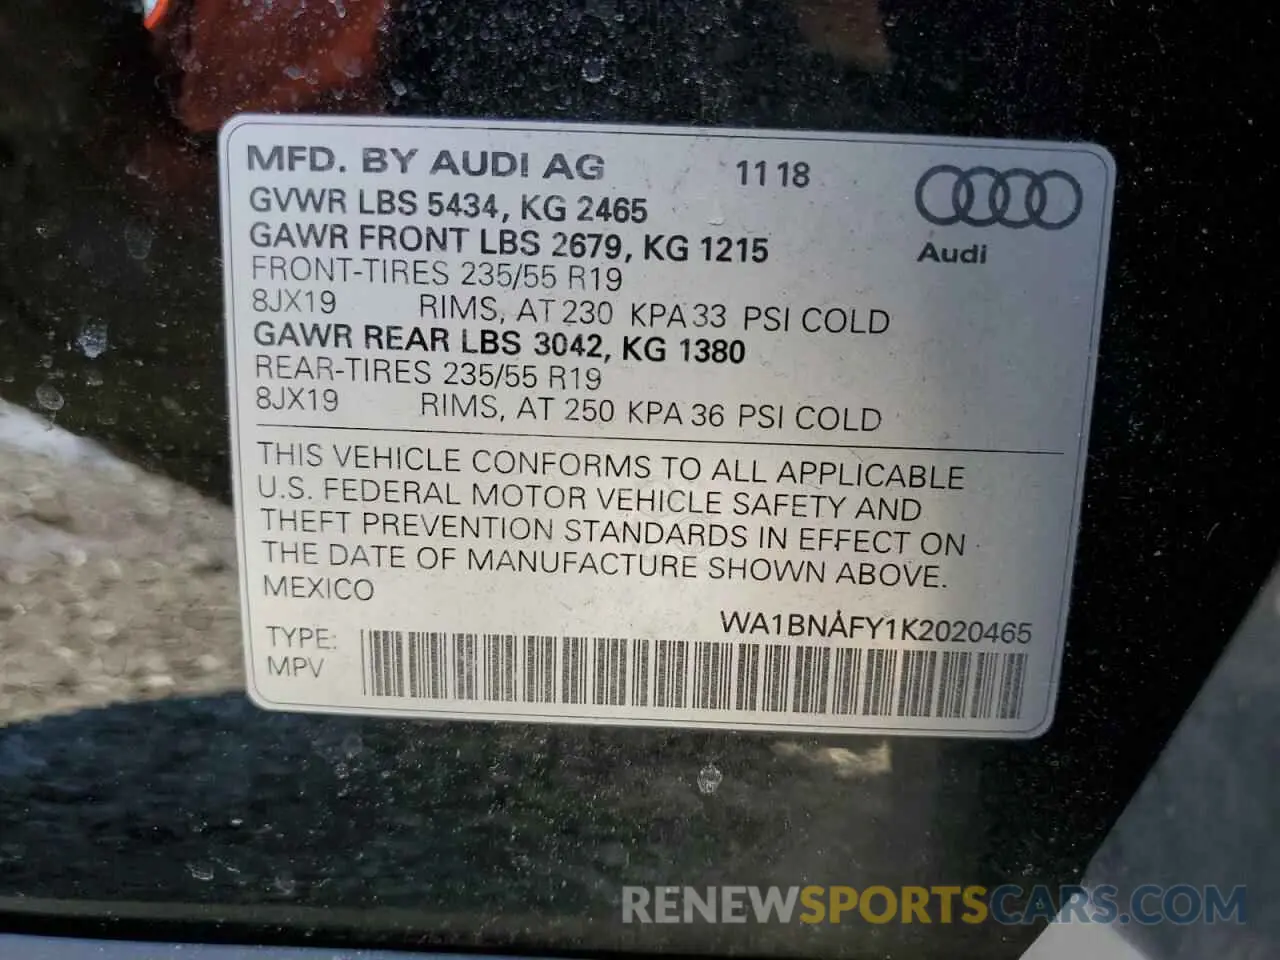 MFD. BY AUDI AG 11 18
GVWR LBS 5434, KG 2465
GAWR FRONT LBS 2679, KG 1215
Audi
FRONT-TIRES 235/55 R19
8JX19 RIMS, AT 230 KPA 33 PSI COLD
GAWR REAR LBS 3042, KG 1380
REAR-TIRES 235/55 R19
8JX19 RIMS, AT 250 KPA 36 PSI COLD
THIS VEHICLE CONFORMS TO ALL APPLICABLE
U.S. FEDERAL MOTOR VEHICLE SAFETY AND
THEFT PREVENTION STANDARDS IN EFFECT ON
THE DATE OF MANUFACTURE SHOWN ABOVE.
MEXICO
WA1BNAFY1K2020465
TYPE:
MPV
RENEWSPORTSCARS.COM